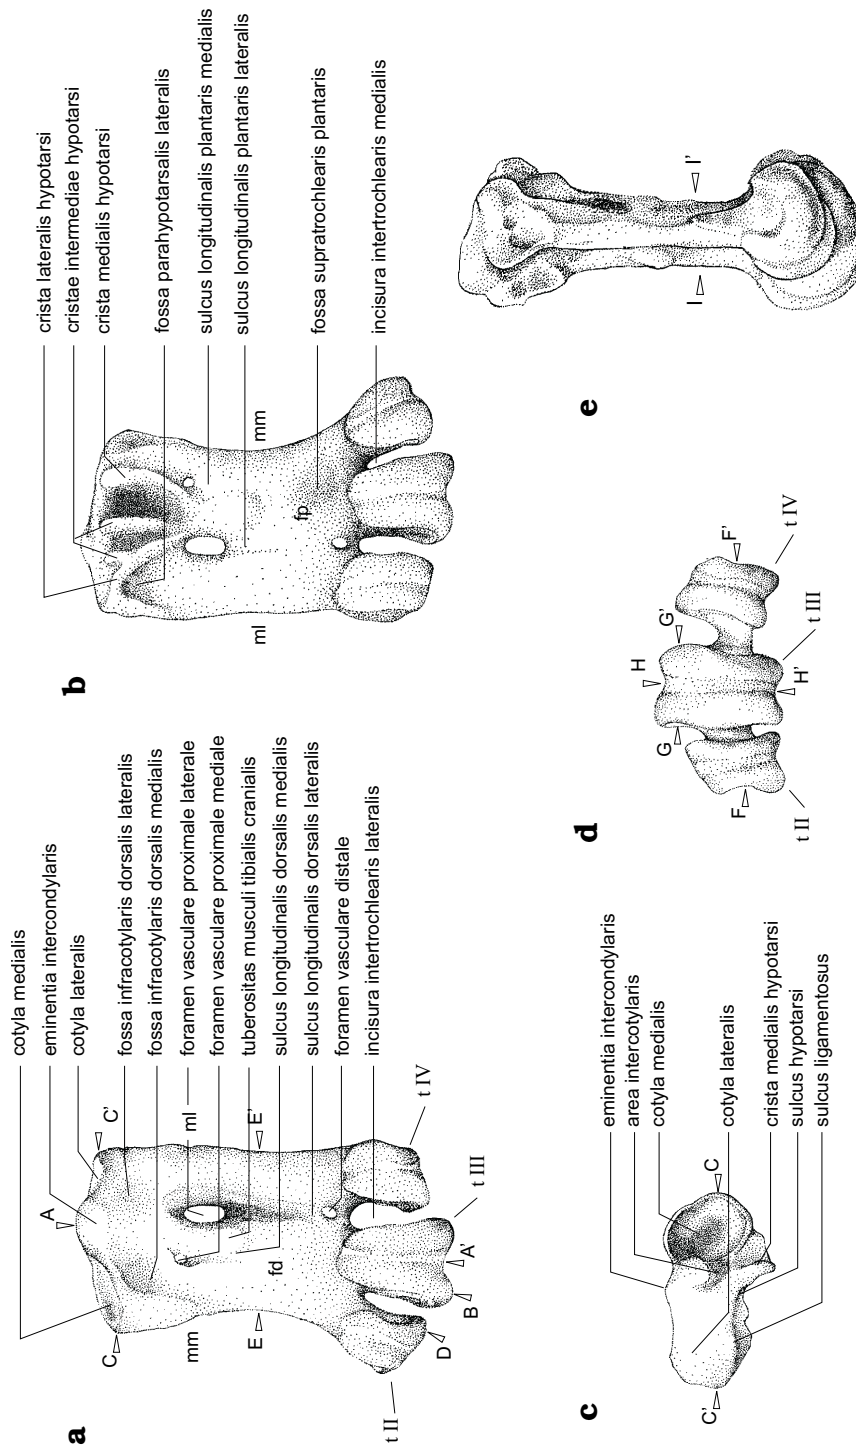 a
cotyla medialis
eminentia intercondylaris
cotyla lateralis
fossa infracotylaris dorsalis lateralis
fossa infracotylaris dorsalis medialis
foramen vasculare proximale laterale
foramen vasculare proximale mediale
tuberositas musculi tibialis cranialis
sulcus longitudinalis dorsalis medialis
sulcus longitudinalis dorsalis lateralis
foramen vasculare distale
incisura intertrochlearis lateralis
A
C
C'
mm
ml
E
E'
fd
D
B
A'
t II
t III
t IV
b
crista lateralis hypotarsi
cristae intermediae hypotarsi
crista medialis hypotarsi
fossa parahypotarsalis lateralis
sulcus longitudinalis plantaris medialis
sulcus longitudinalis plantaris lateralis
fossa supratrochlearis plantaris
incisura intertrochlearis medialis
ml
mm
fp
c
eminentia intercondylaris
area intercotylaris
cotyla medialis
cotyla lateralis
crista medialis hypotarsi
sulcus hypotarsi
sulcus ligamentosus
C'
C
d
H
G
G'
F
F'
H'
t II
t III
t IV
e
I
I'